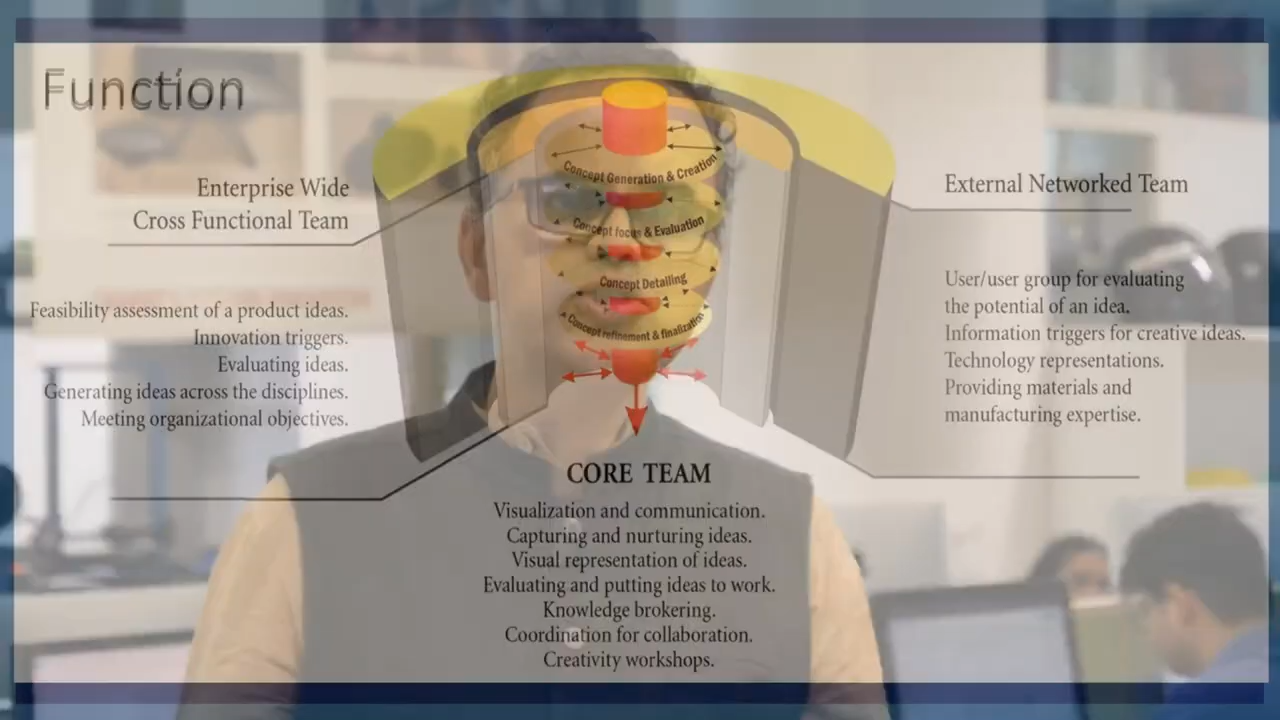 Function
Enterprise Wide
Cross Functional Team
Feasibility assessment of a product ideas.
Innovation triggers.
Evaluating ideas.
Generating ideas across the disciplines.
Meeting organizational objectives.
Concept Generation & Creation
Concept focus & Evaluation
Concept Detailing
Concept refinement & finalization
External Networked Team
User/user group for evaluating
the potential of an idea.
Information triggers for creative ideas.
Technology representations.
Providing materials and
manufacturing expertise.
CORE TEAM
Visualization and communication.
Capturing and nurturing ideas.
Visual representation of ideas.
Evaluating and putting ideas to work.
Knowledge brokering.
Coordination for collaboration.
Creativity workshops.